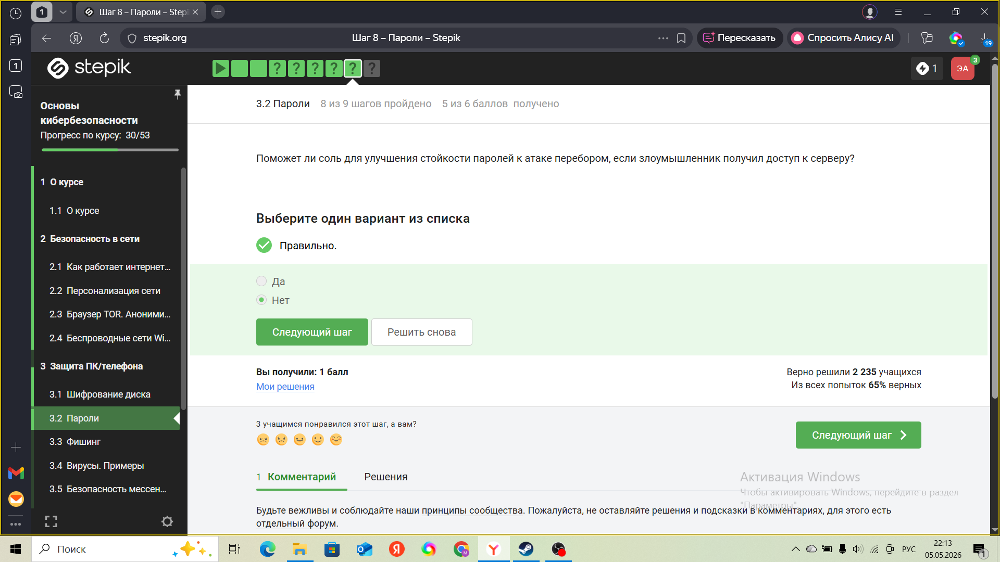 1
Шаг 8 – Пароли – Stepi
stepik.org
Шаг 8 – Пароли – Stepik
Пересказать
Спросить Алису AI
19
1
stepik
? ? ? ? ? ?
1
ЭА
3
Основы
кибербезопасности
Прогресс по курсу: 30/53
1 О курсе
1.1 О курсе
2 Безопасность в сети
2.1 Как работает интернет...
2.2 Персонализация сети
2.3 Браузер TOR. Аноними...
2.4 Беспроводные сети Wi...
3 Защита ПК/телефона
3.1 Шифрование диска
3.2 Пароли
3.3 Фишинг
3.4 Вирусы. Примеры
3.5 Безопасность мессен...
3.2 Пароли 8 из 9 шагов пройдено 5 из 6 баллов получено
Поможет ли соль для улучшения стойкости паролей к атаке перебором, если злоумышленник получил доступ к серверу?
Выберите один вариант из списка
Правильно.
Да
Нет
Следующий шаг
Решить снова
Вы получили: 1 балл
Мои решения
Верно решили 2 235 учащихся
Из всех попыток 65% верных
3 учащимся понравился этот шаг, а вам?
Следующий шаг
1 Комментарий
Решения
Будьте вежливы и соблюдайте наши принципы сообщества. Пожалуйста, не оставляйте решения и подсказки в комментариях, для этого есть
отдельный форум.
Активация Windows
Чтобы активировать Windows, перейдите в раздел
"Параметры".
Поиск
РУС
22:13
05.05.2026
1